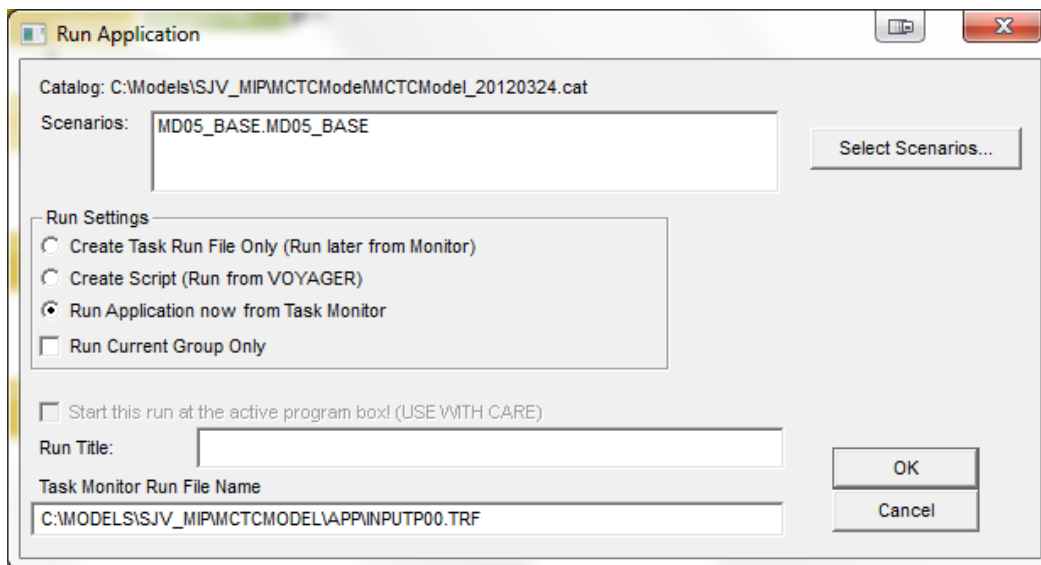 Run Application
Catalog: C:\Models\SJV_MIP\MCTCModel\MCTCModel_20120324.cat
Scenarios:
MD05_BASE.MD05_BASE
Select Scenarios...
Run Settings
Create Task Run File Only (Run later from Monitor)
Create Script (Run from VOYAGER)
Run Application now from Task Monitor
Run Current Group Only
Start this run at the active program box! (USE WITH CARE)
Run Title:
OK
Task Monitor Run File Name
C:\MODELS\SJV_MIP\MCTCMODEL\APP\INPUTP00.TRF
Cancel